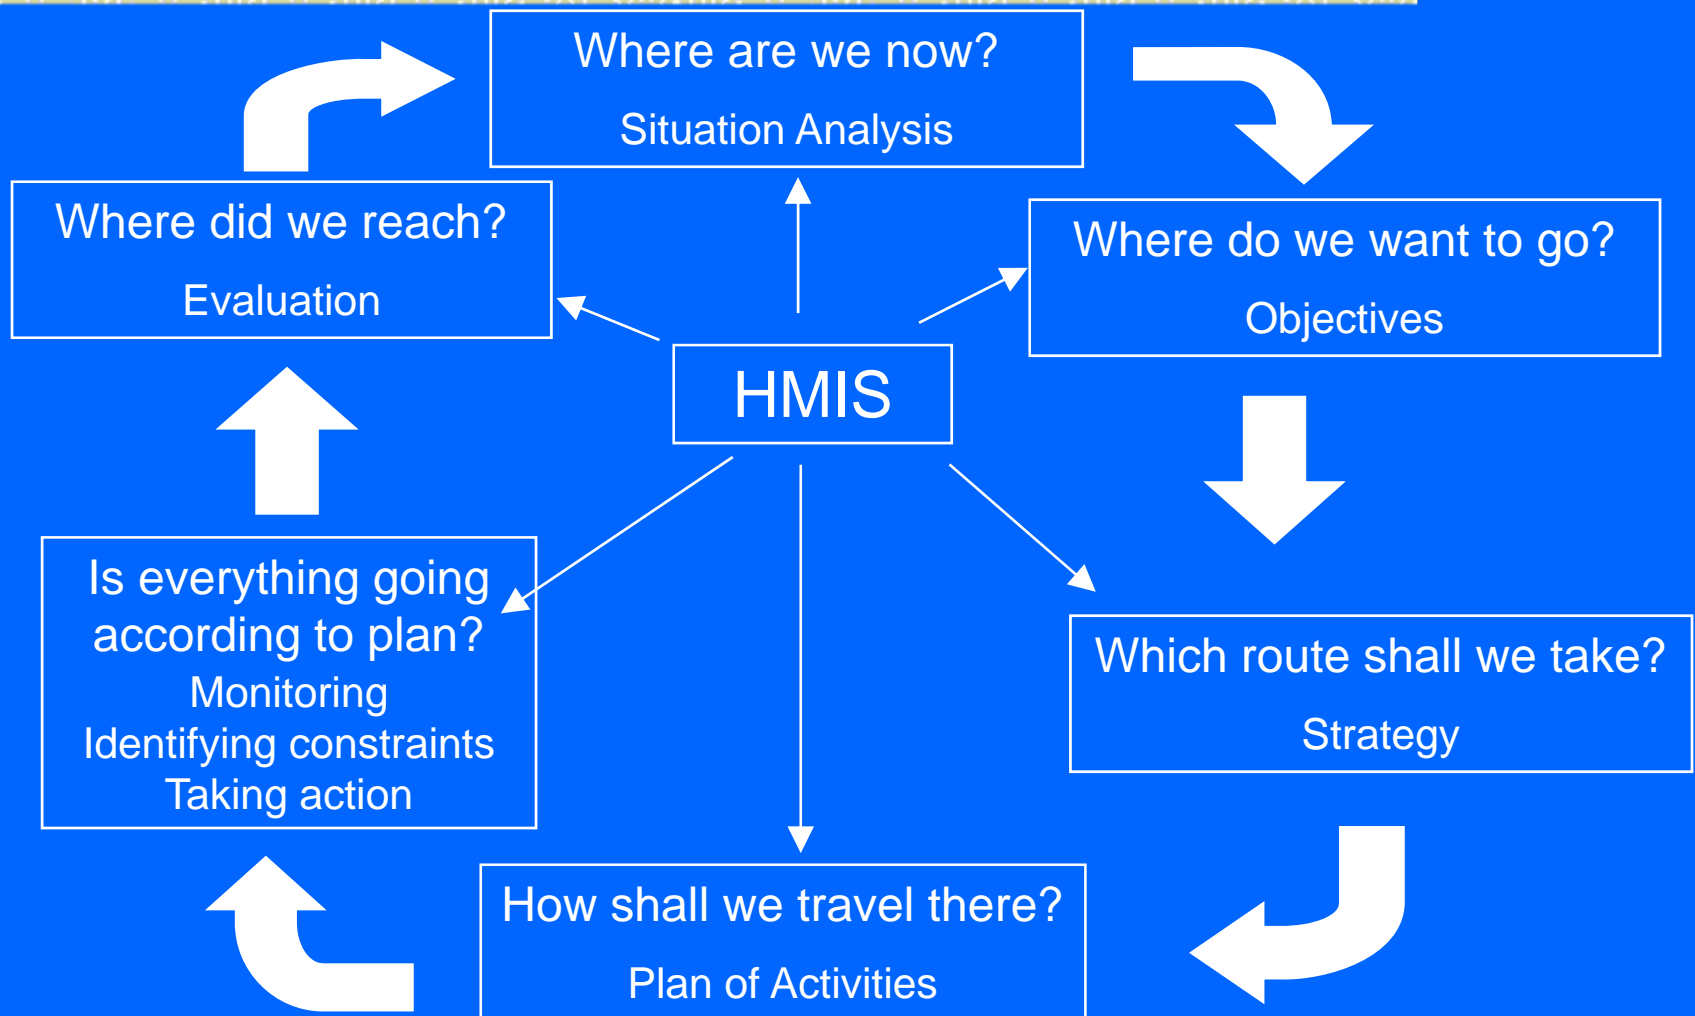 Where are we now?
Situation Analysis
Where did we reach?
Evaluation
Where do we want to go?
Objectives
HMIS
Is everything going
according to plan?
Monitoring
Identifying constraints
Taking action
Which route shall we take?
Strategy
How shall we travel there?
Plan of Activities